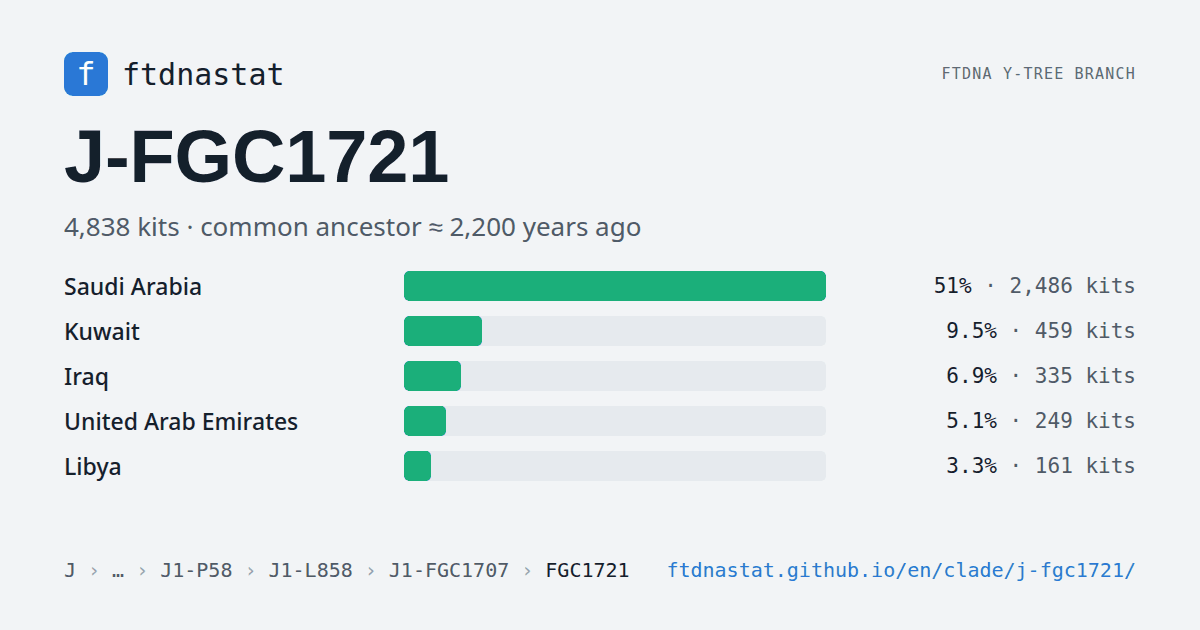 f ftdnastat
FTDNA Y-TREE BRANCH
J-FGC1721
4,838 kits · common ancestor ≈ 2,200 years ago
Saudi Arabia 51% · 2,486 kits
Kuwait 9.5% · 459 kits
Iraq 6.9% · 335 kits
United Arab Emirates 5.1% · 249 kits
Libya 3.3% · 161 kits
J › … › J1-P58 › J1-L858 › J1-FGC1707 › FGC1721
ftdnastat.github.io/en/clade/j-fgc1721/